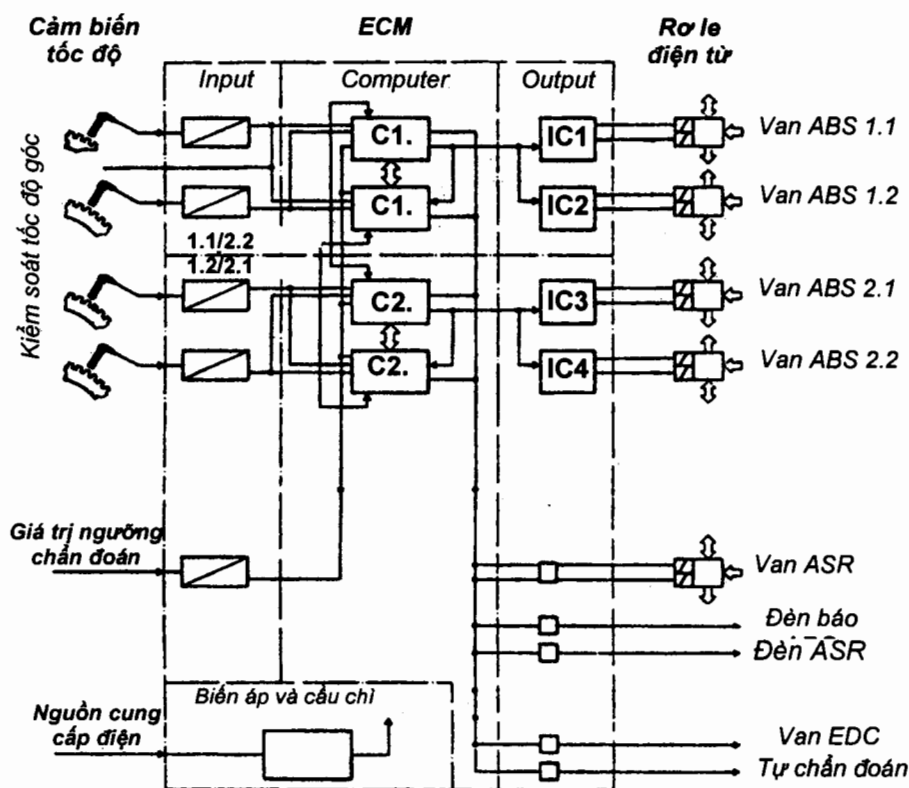 Cảm biến
tốc độ
ECM
Rơ le
điện từ
Input
Computer
Output
Kiểm soát tốc độ góc
C1.
IC1
Van ABS 1.1
C1.
IC2
Van ABS 1.2
1.1/2.2
1.2/2.1
C2.
IC3
Van ABS 2.1
C2.
IC4
Van ABS 2.2
Giá trị ngưỡng
chẩn đoán
Van ASR
Đèn báo
Đèn ASR
Biến áp và cầu chì
Nguồn cung
cấp điện
Van EDC
Tự chẩn đoán